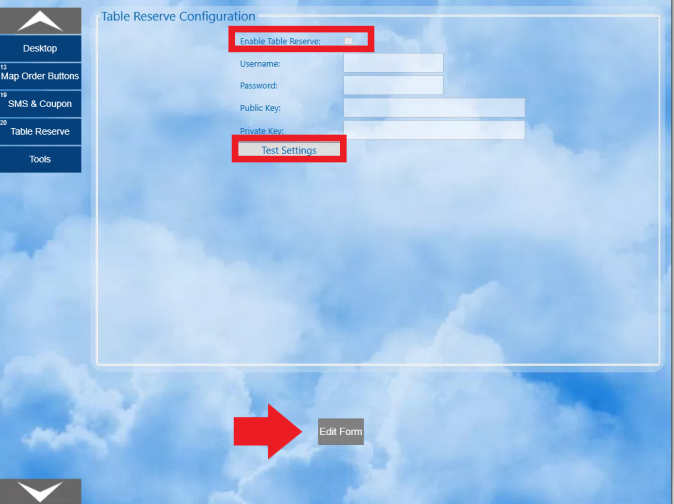 Table Reserve Configuration
Enable Table Reserve:
Username:
Password:
Public Key:
Private Key:
Test Settings
Desktop
13
Map Order Buttons
19
SMS & Coupon
20
Table Reserve
Tools
Edit Form